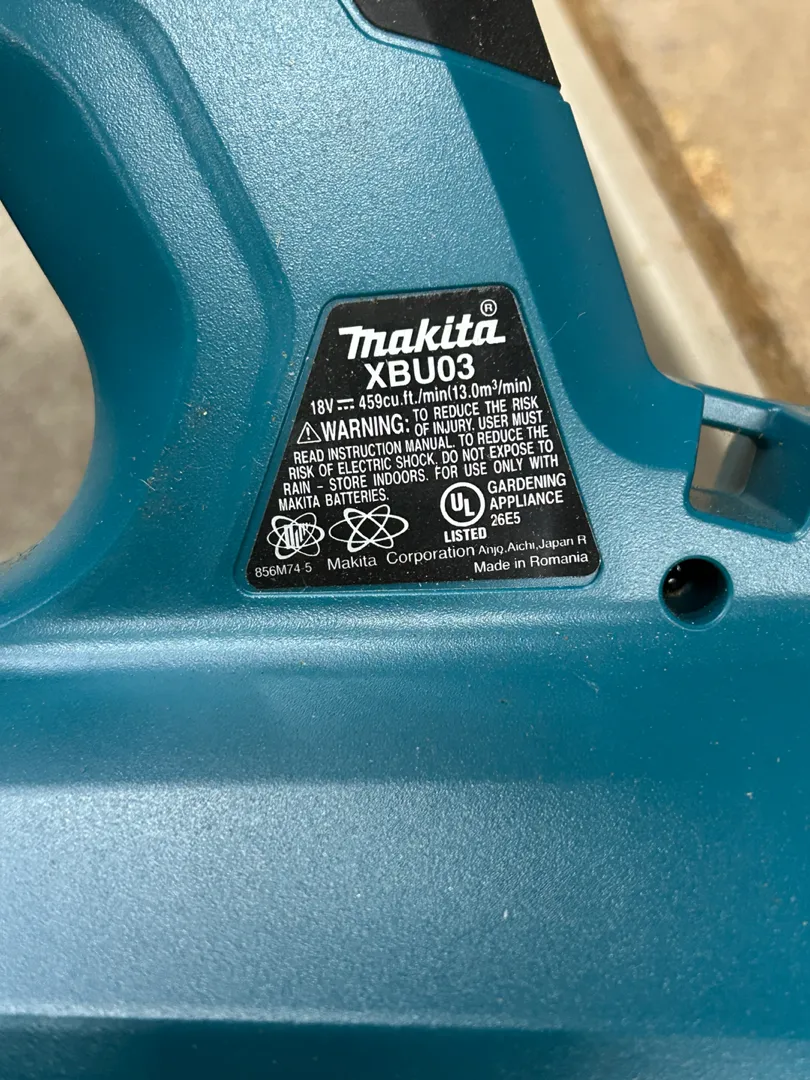 makita®
XBU03
18V⎓ 459cu.ft./min(13.0m³/min)
⚠WARNING: TO REDUCE THE RISK
OF INJURY. USER MUST
READ INSTRUCTION MANUAL. TO REDUCE THE
RISK OF ELECTRIC SHOCK. DO NOT EXPOSE TO
RAIN - STORE INDOORS. FOR USE ONLY WITH
MAKITA BATTERIES.
UL
LISTED
GARDENING
APPLIANCE
26E5
856M74-5
Makita Corporation Anjo, Aichi, Japan R
Made in Romania